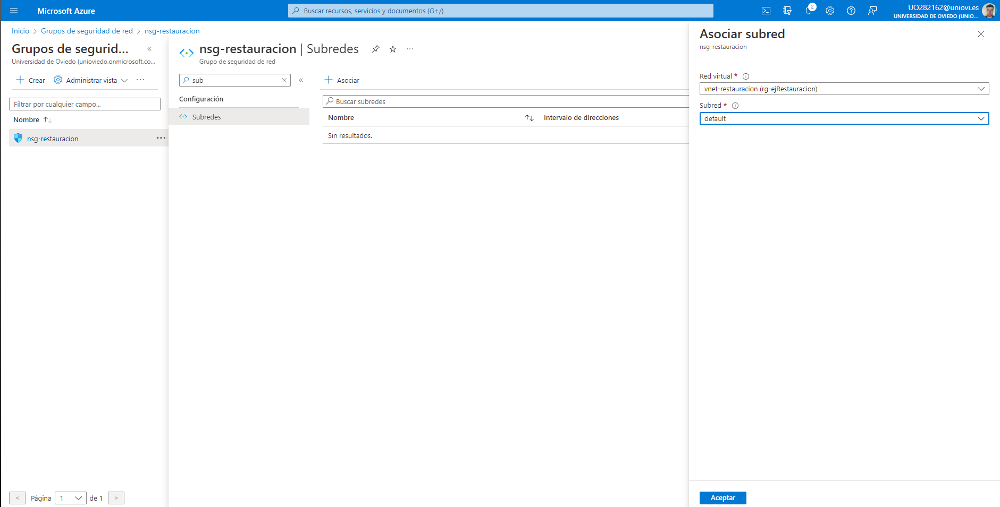 Microsoft Azure
Buscar recursos, servicios y documentos (G+/)
2
UO282162@uniovi.es
UNIVERSIDAD DE OVIEDO (UNIO...
Inicio > Grupos de seguridad de red > nsg-restauracion
Grupos de segurid... «
Universidad de Oviedo (unioviedo.onmicrosoft.co...
+ Crear Administrar vista ...
Filtrar por cualquier campo...
Nombre ↑↓
nsg-restauracion ...
< Página 1 de 1 >
nsg-restauracion | Subredes ...
Grupo de seguridad de red
sub × «
Configuración
Subredes
+ Asociar
Buscar subredes
Nombre ↑↓ Intervalo de direcciones
Sin resultados.
Asociar subred
nsg-restauracion
Red virtual *
vnet-restauracion (rg-ejRestauracion)
Subred *
default
Aceptar